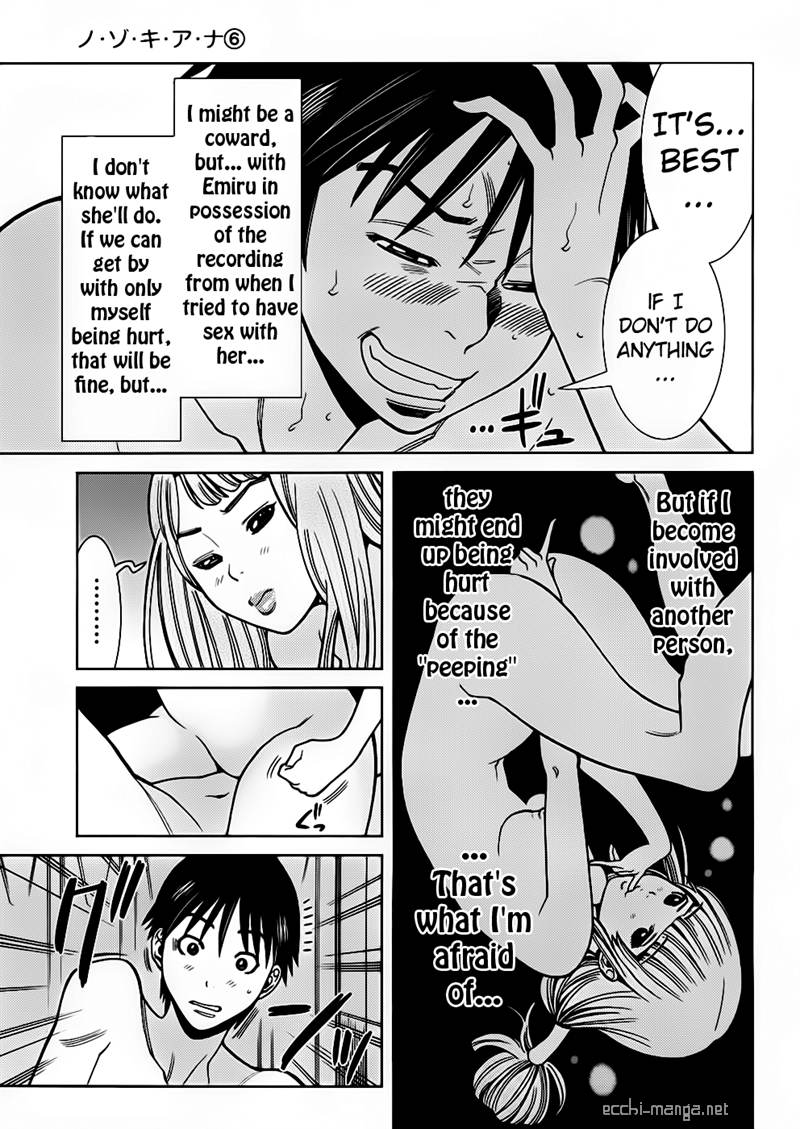 ノ・ゾ・キ・ア・ナ⑥
IT'S...
BEST
...
IF I
DON'T DO
ANYTHING
...
I might be a
coward,
but... with
Emiru in
possession
of the
recording
from when I
tried to have
sex with
her...
I don't
know what
she'll do.
If we can
get by
with only
myself
being hurt,
that will be
fine, but...
...ギュ
But if I
become
involved
with
another
person,
they
might end
up being
hurt
because
of the
"peeping"
...
...
That's
what I'm
afraid
of...
........
ぐっ
グイッ
ecchi-manga.net